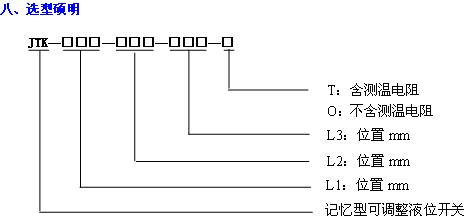 八、选型硕明
JTK—□□□—□□□—□□□—□
T：含测温电阻
O：不含测温电阻
L3：位置 mm
L2：位置 mm
L1：位置 mm
记忆型可调整液位开关